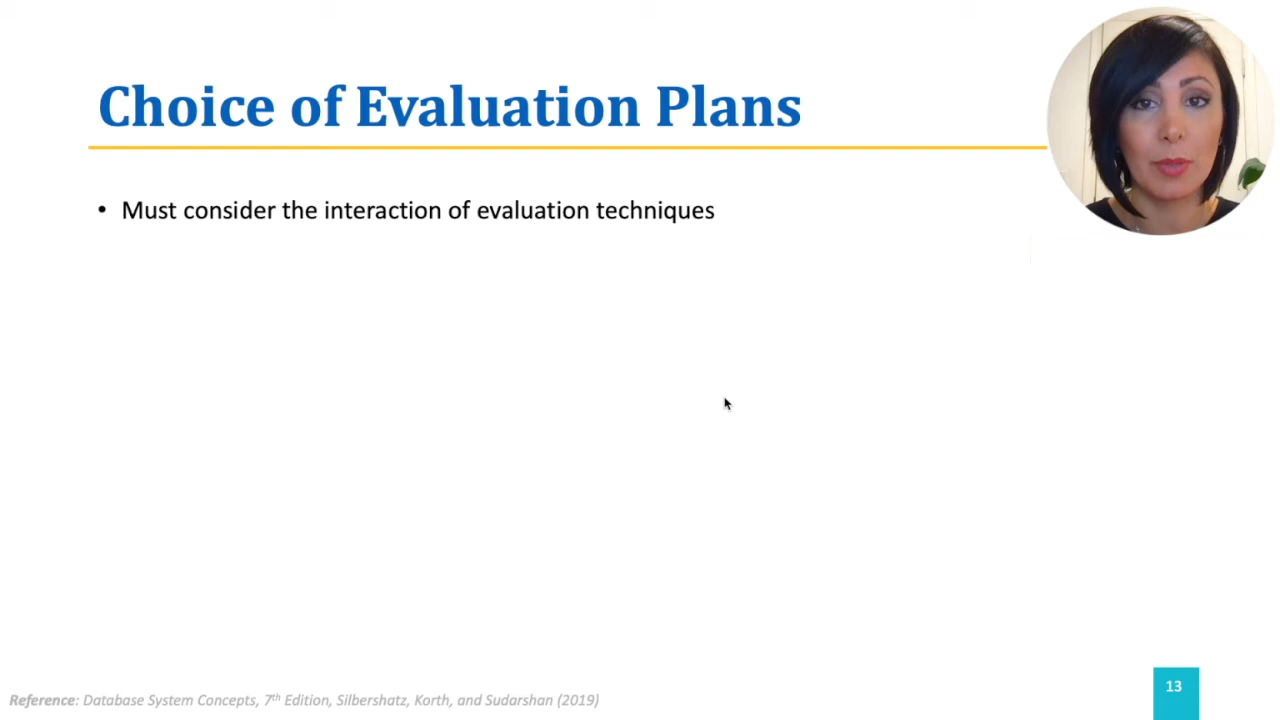 Choice of Evaluation Plans
• Must consider the interaction of evaluation techniques
Reference: Database System Concepts, 7th Edition, Silbershatz, Korth, and Sudarshan (2019)
13